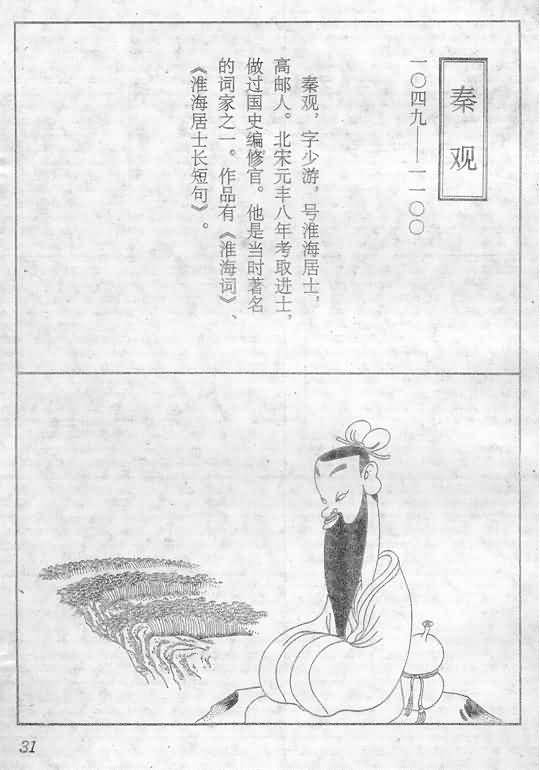 秦观
一〇四九——一一〇〇
秦观，字少游，号淮海居士，
高邮人。北宋元丰八年考取进士，
做过国史编修官。他是当时著名
的词家之一。作品有《淮海词》、
《淮海居士长短句》。
31